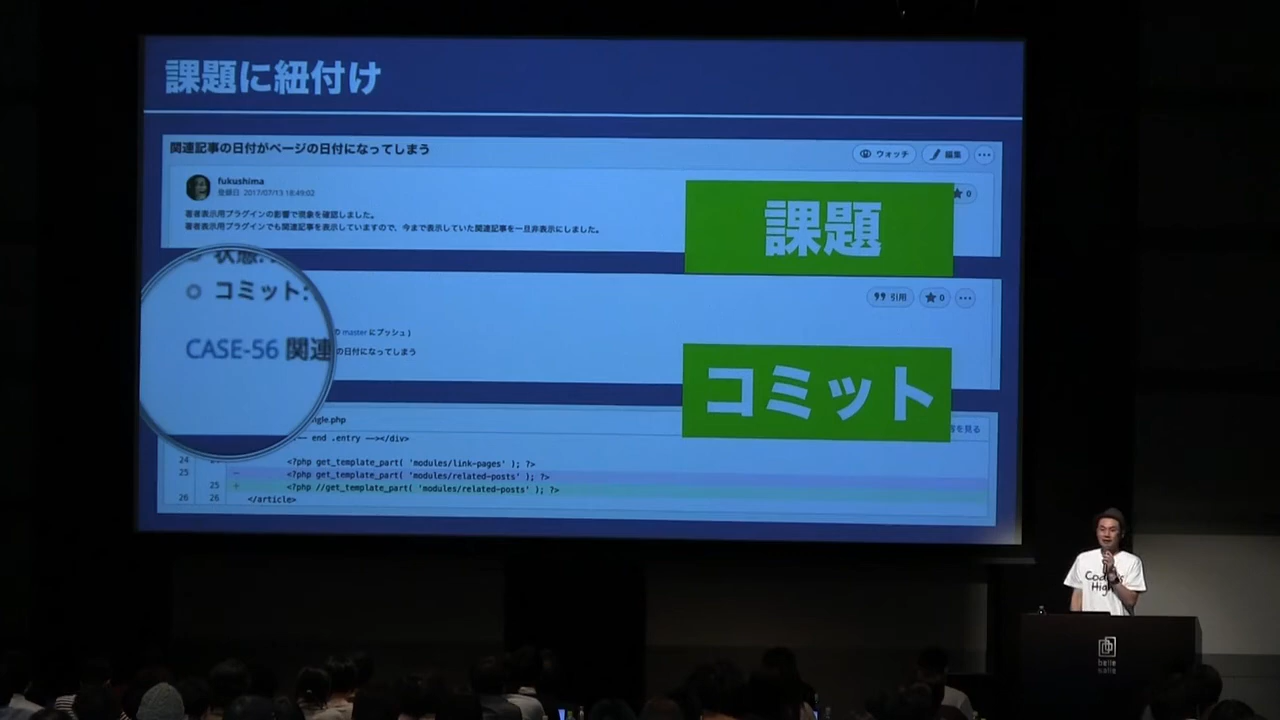 課題に紐付け
関連記事の日付がページの日付になってしまう
ウォッチ
編集
fukushima
登録日 2017/07/13 18:49:02
0
著者表示用プラグインの影響で現象を確認しました。
著者表示用プラグインでも関連記事を表示していますので、今まで表示していた関連記事を一旦非表示にしました。
課題
状態:
コミット:
引用
0
master にプッシュ )
CASE-56 関連
の日付になってしまう
コミット
ngle.php
を見る
<!-- end .entry --></div>
24 <?php get_template_part( 'modules/link-pages' ); ?>
25 - <?php get_template_part( 'modules/related-posts' ); ?>
25 + <?php //get_template_part( 'modules/related-posts' ); ?>
26 26 </article>
High
belle
salle